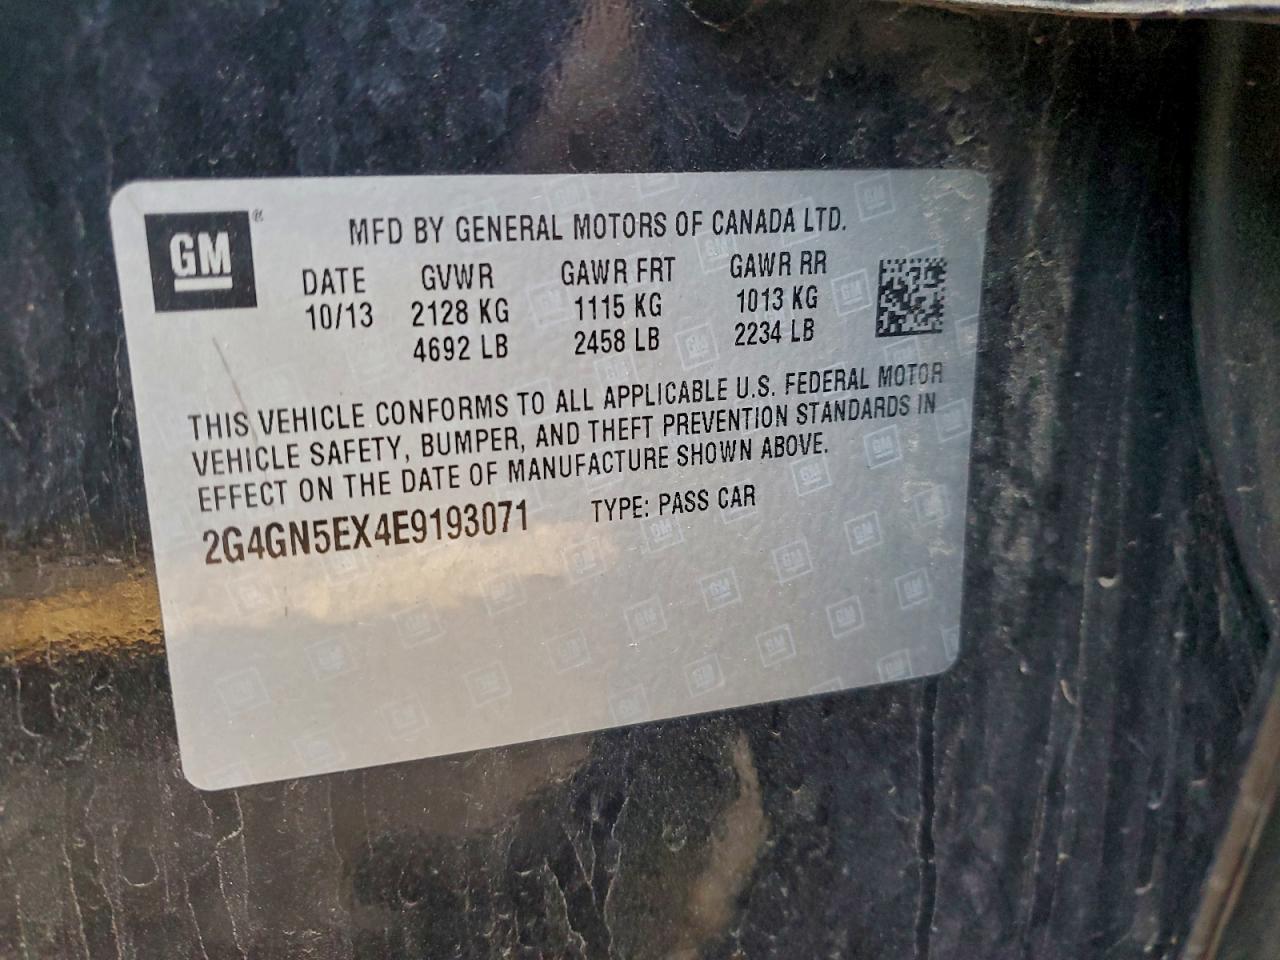 GM ®
MFD BY GENERAL MOTORS OF CANADA LTD.
DATE GVWR GAWR FRT GAWR RR
10/13 2128 KG 1115 KG 1013 KG
4692 LB 2458 LB 2234 LB
THIS VEHICLE CONFORMS TO ALL APPLICABLE U.S. FEDERAL MOTOR
VEHICLE SAFETY, BUMPER, AND THEFT PREVENTION STANDARDS IN
EFFECT ON THE DATE OF MANUFACTURE SHOWN ABOVE.
2G4GN5EX4E9193071 TYPE: PASS CAR